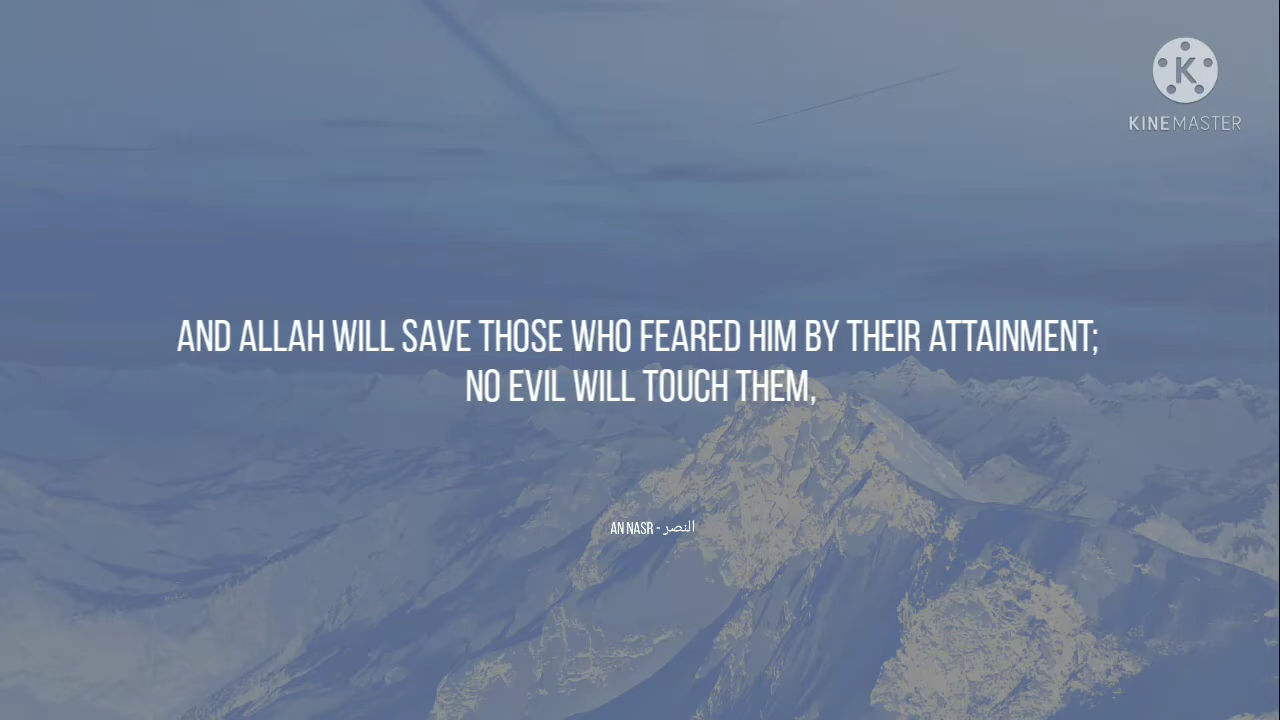 KINEMASTER
AND ALLAH WILL SAVE THOSE WHO FEARED HIM BY THEIR ATTAINMENT;
NO EVIL WILL TOUCH THEM,
AN NASR - النصر